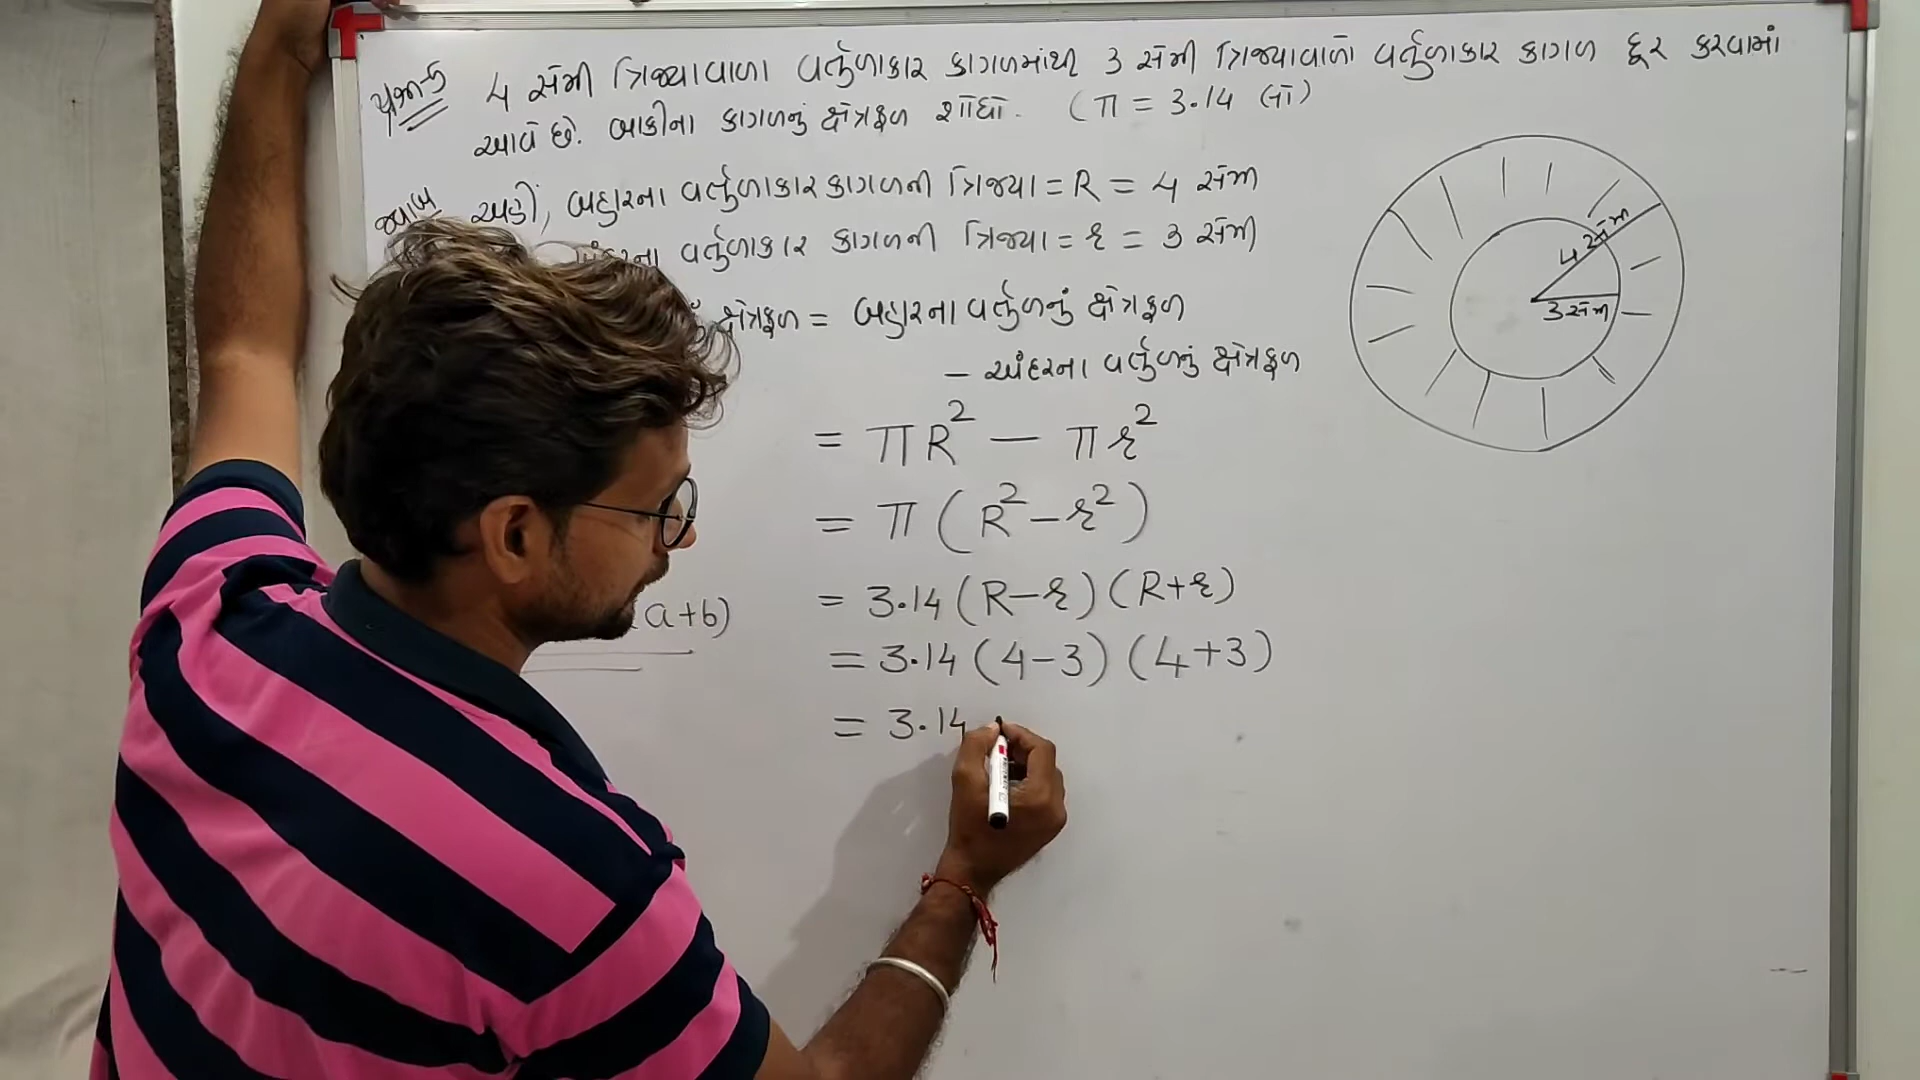 પ્રશ્ન-5 4 સેમી ત્રિજ્યાવાળા વર્તુળાકાર કાગળમાંથી 3 સેમી ત્રિજ્યાવાળો વર્તુળાકાર કાગળ દૂર કરવામાં
આવે છે. બાકીના કાગળનું ક્ષેત્રફળ શોધો. (π = 3.14 લો)
જવાબ અહીં, બહારના વર્તુળાકાર કાગળની ત્રિજ્યા = R = 4 સેમી
વર્તુળાકાર કાગળની ત્રિજ્યા = r = 3 સેમી
ક્ષેત્રફળ = બહારના વર્તુળનું ક્ષેત્રફળ
- અંદરના વર્તુળનું ક્ષેત્રફળ
= πR² - πr²
= π(R² - r²)
= 3.14 (R-r) (R+r)
(a+b)
= 3.14 (4-3) (4+3)
= 3.14
4 સેમી
3 સેમી